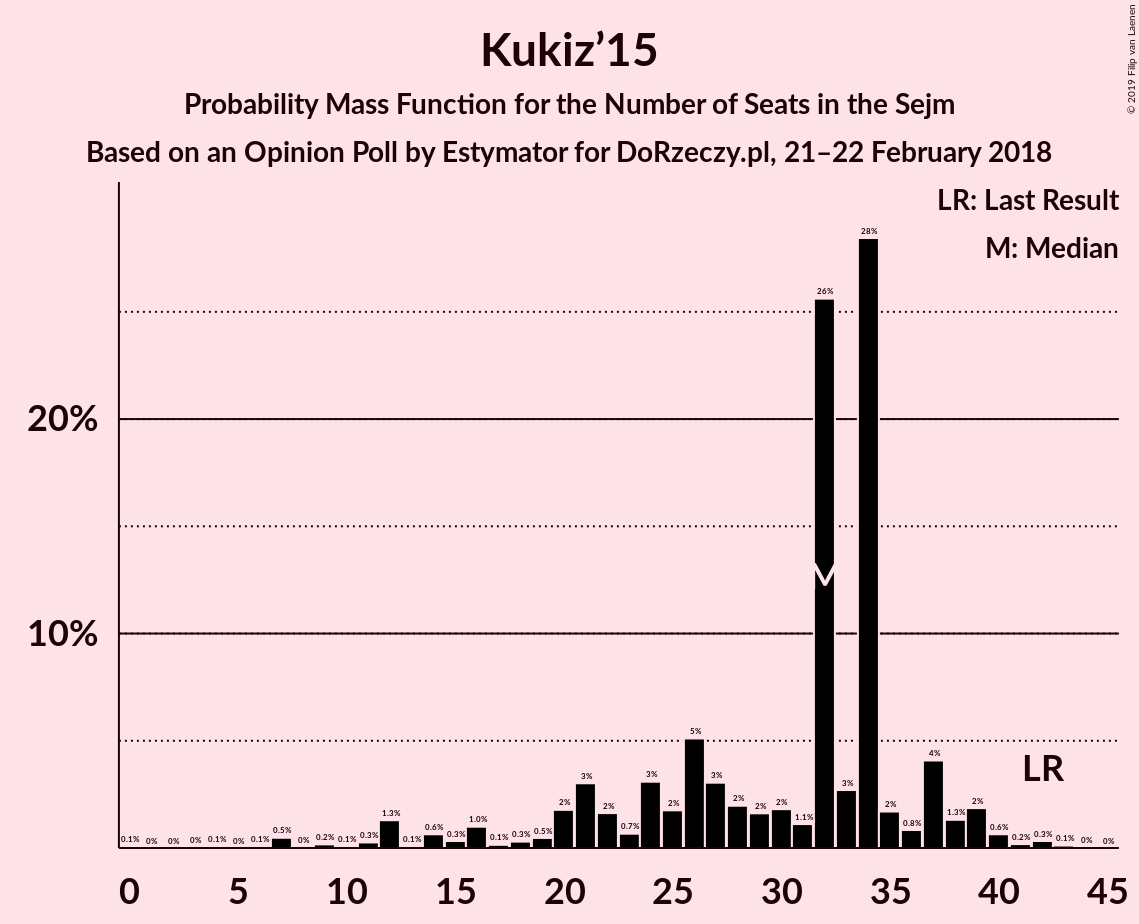 Kukiz’15
Probability Mass Function for the Number of Seats in the Sejm
Based on an Opinion Poll by Estymator for DoRzeczy.pl, 21–22 February 2018
© 2019 Filip van Laenen
LR: Last Result
M: Median
20%
10%
0.1% 0% 0% 0% 0.1% 0% 0.1% 0.5% 0% 0.2% 0.1% 0.3% 1.3% 0.1% 0.6% 0.3% 1.0% 0.1% 0.3% 0.5% 2% 3% 2% 0.7% 3% 2% 5% 3% 2% 2% 2% 1.1% 26% 3% 28% 2% 0.8% 4% 1.3% 2% 0.6% 0.2% 0.3% 0.1% 0% 0%
M
LR
0 5 10 15 20 25 30 35 40 45